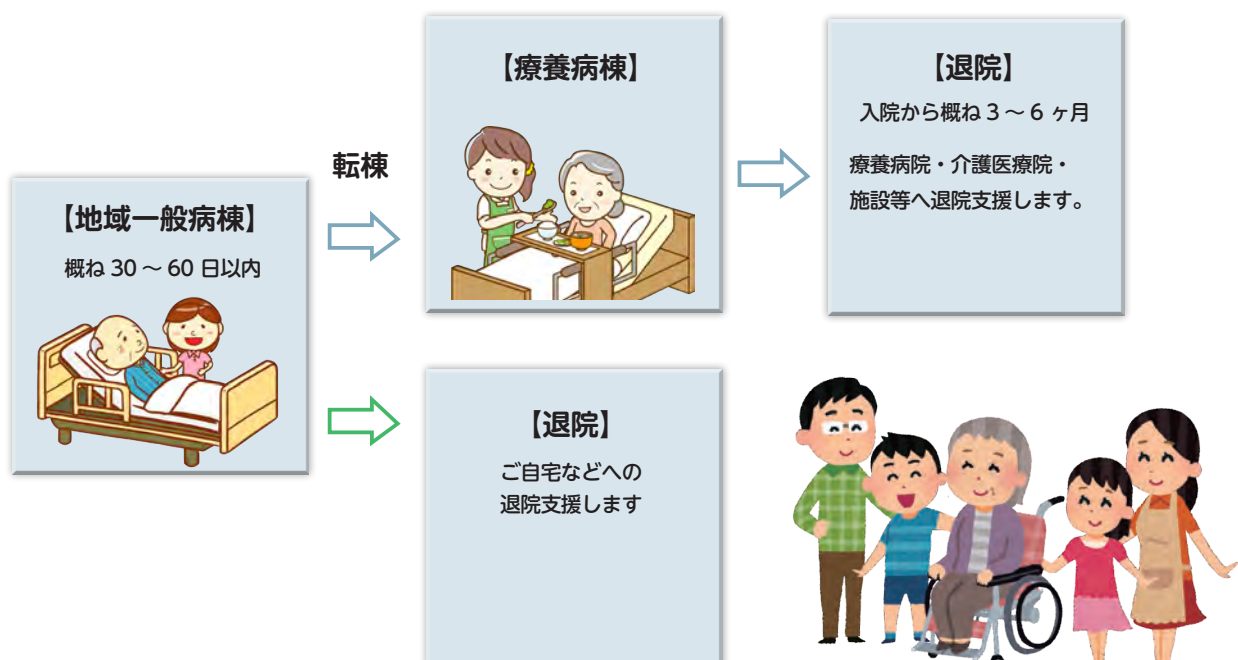 【地域一般病棟】
概ね 30 ～ 60 日以内
転棟
【療養病棟】
【退院】
入院から概ね 3 ～ 6 ヶ月
療養病院・介護医療院・
施設等へ退院支援します。
【退院】
ご自宅などへの
退院支援します